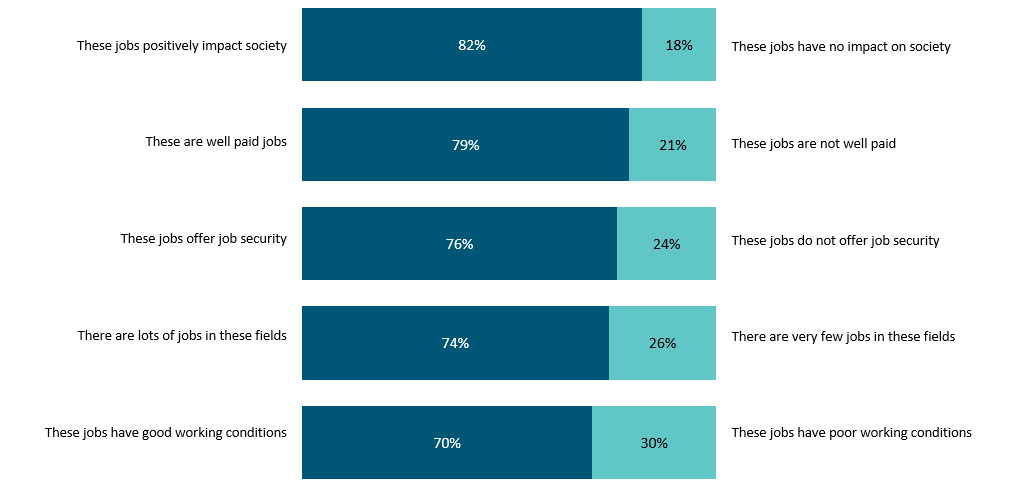 These jobs positively impact society
82%
18%
These jobs have no impact on society
These are well paid jobs
79%
21%
These jobs are not well paid
These jobs offer job security
76%
24%
These jobs do not offer job security
There are lots of jobs in these fields
74%
26%
There are very few jobs in these fields
These jobs have good working conditions
70%
30%
These jobs have poor working conditions